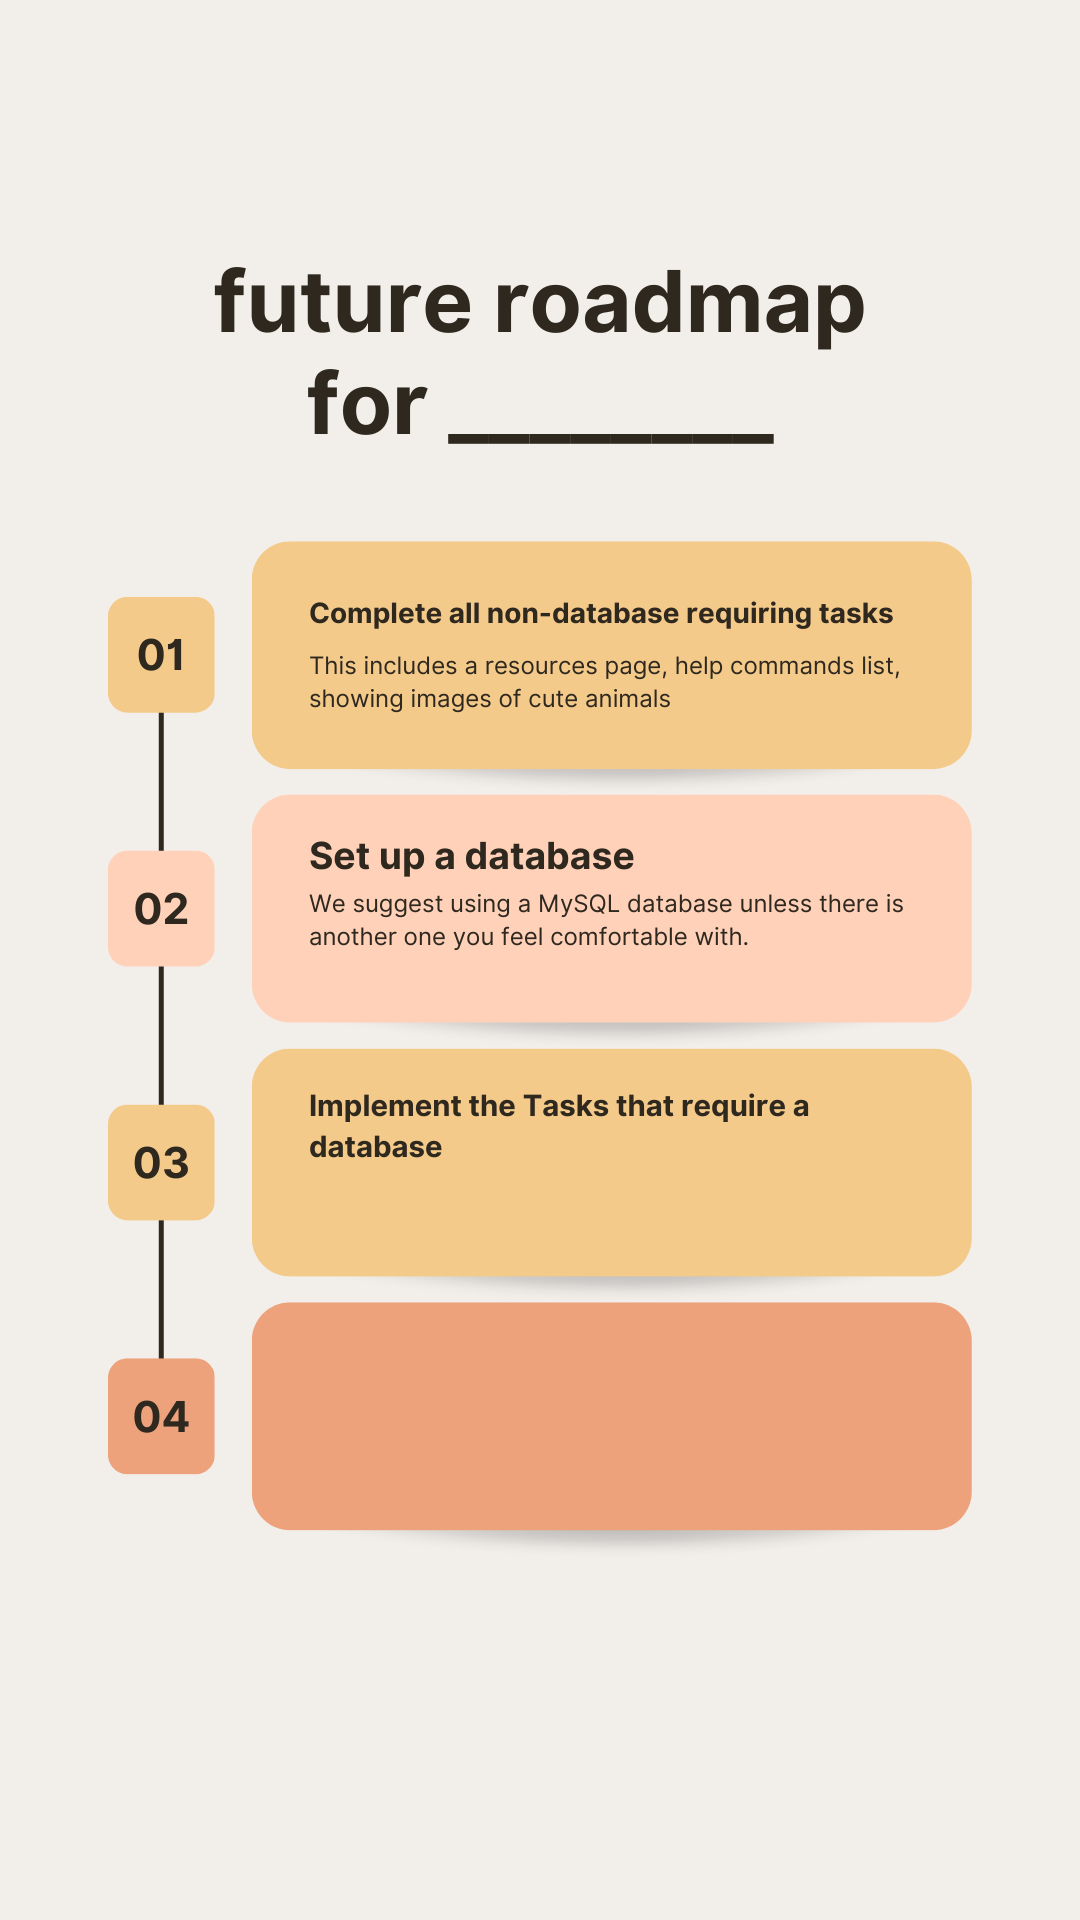 future roadmap
for ________
01
Complete all non-database requiring tasks
This includes a resources page, help commands list,
showing images of cute animals
02
Set up a database
We suggest using a MySQL database unless there is
another one you feel comfortable with.
03
Implement the Tasks that require a
database
04